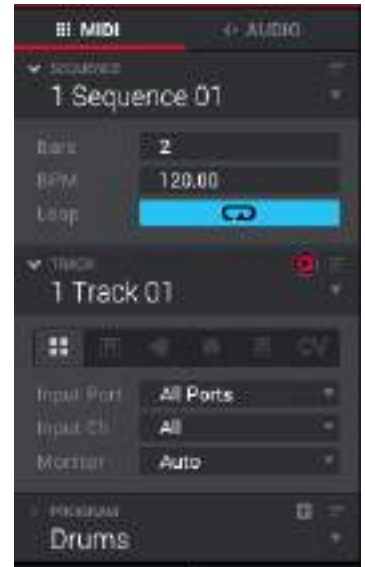 MIDI AUDIO
SEQUENCE
1 Sequence 01
Bars 2
BPM 120.00
Loop
TRACK
1 Track 01
CV
Input Port All Ports
Input Ch. All
Monitor Auto
PROGRAM
Drums